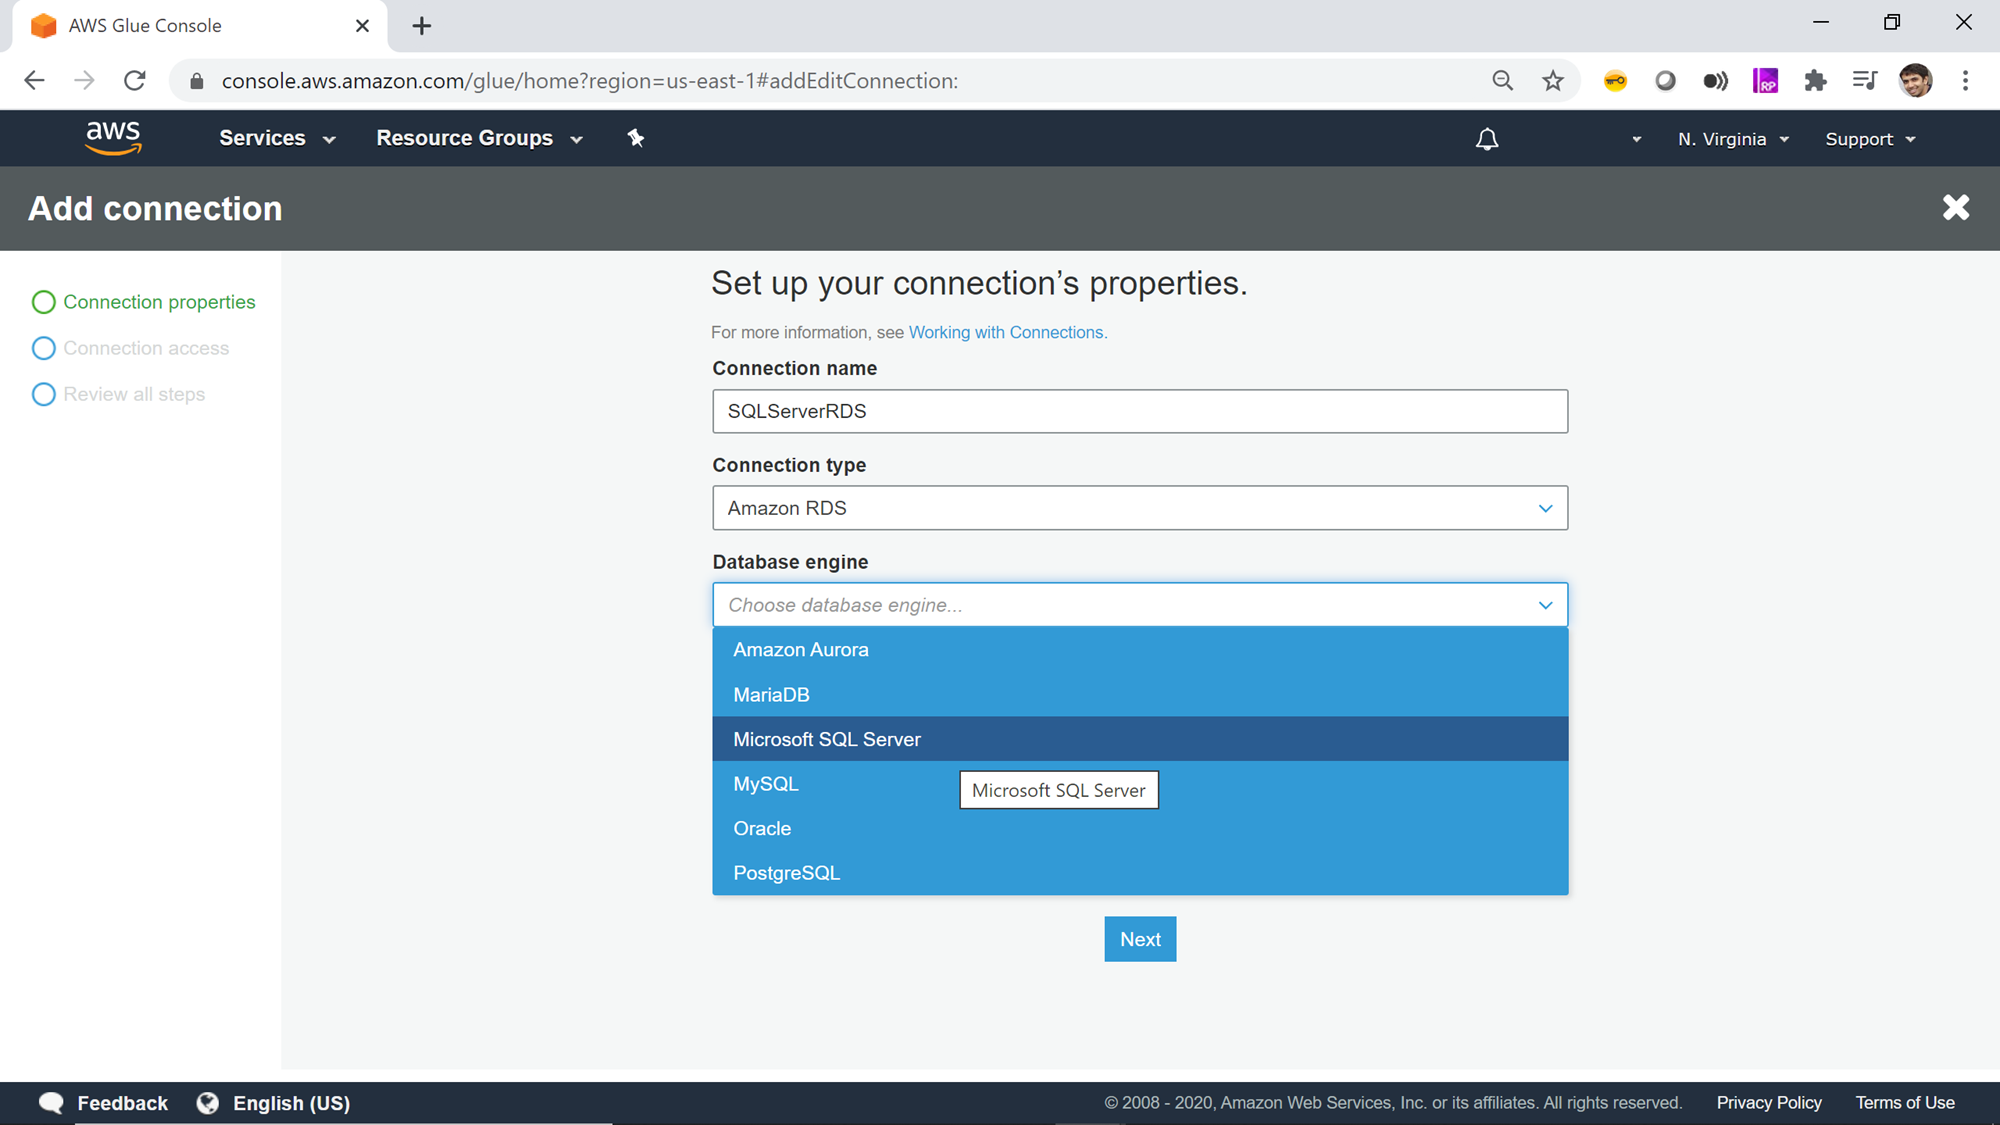 AWS Glue Console
console.aws.amazon.com/glue/home?region=us-east-1#addEditConnection:
RP
aws
Services
Resource Groups
N. Virginia
Support
Add connection
Connection properties
Connection access
Review all steps
Set up your connection’s properties.
For more information, see Working with Connections.
Connection name
SQLServerRDS
Connection type
Amazon RDS
Database engine
Choose database engine...
Amazon Aurora
MariaDB
Microsoft SQL Server
MySQL
Microsoft SQL Server
Oracle
PostgreSQL
Next
Feedback
English (US)
© 2008 - 2020, Amazon Web Services, Inc. or its affiliates. All rights reserved.
Privacy Policy
Terms of Use